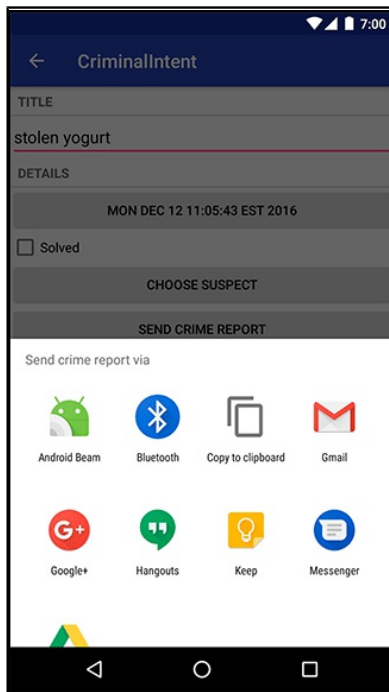 7:00
CriminalIntent
TITLE
stolen yogurt
DETAILS
MON DEC 12 11:05:43 EST 2016
Solved
CHOOSE SUSPECT
SEND CRIME REPORT
Send crime report via
Android Beam Bluetooth Copy to clipboard Gmail
G+
Google+ Hangouts Keep Messenger